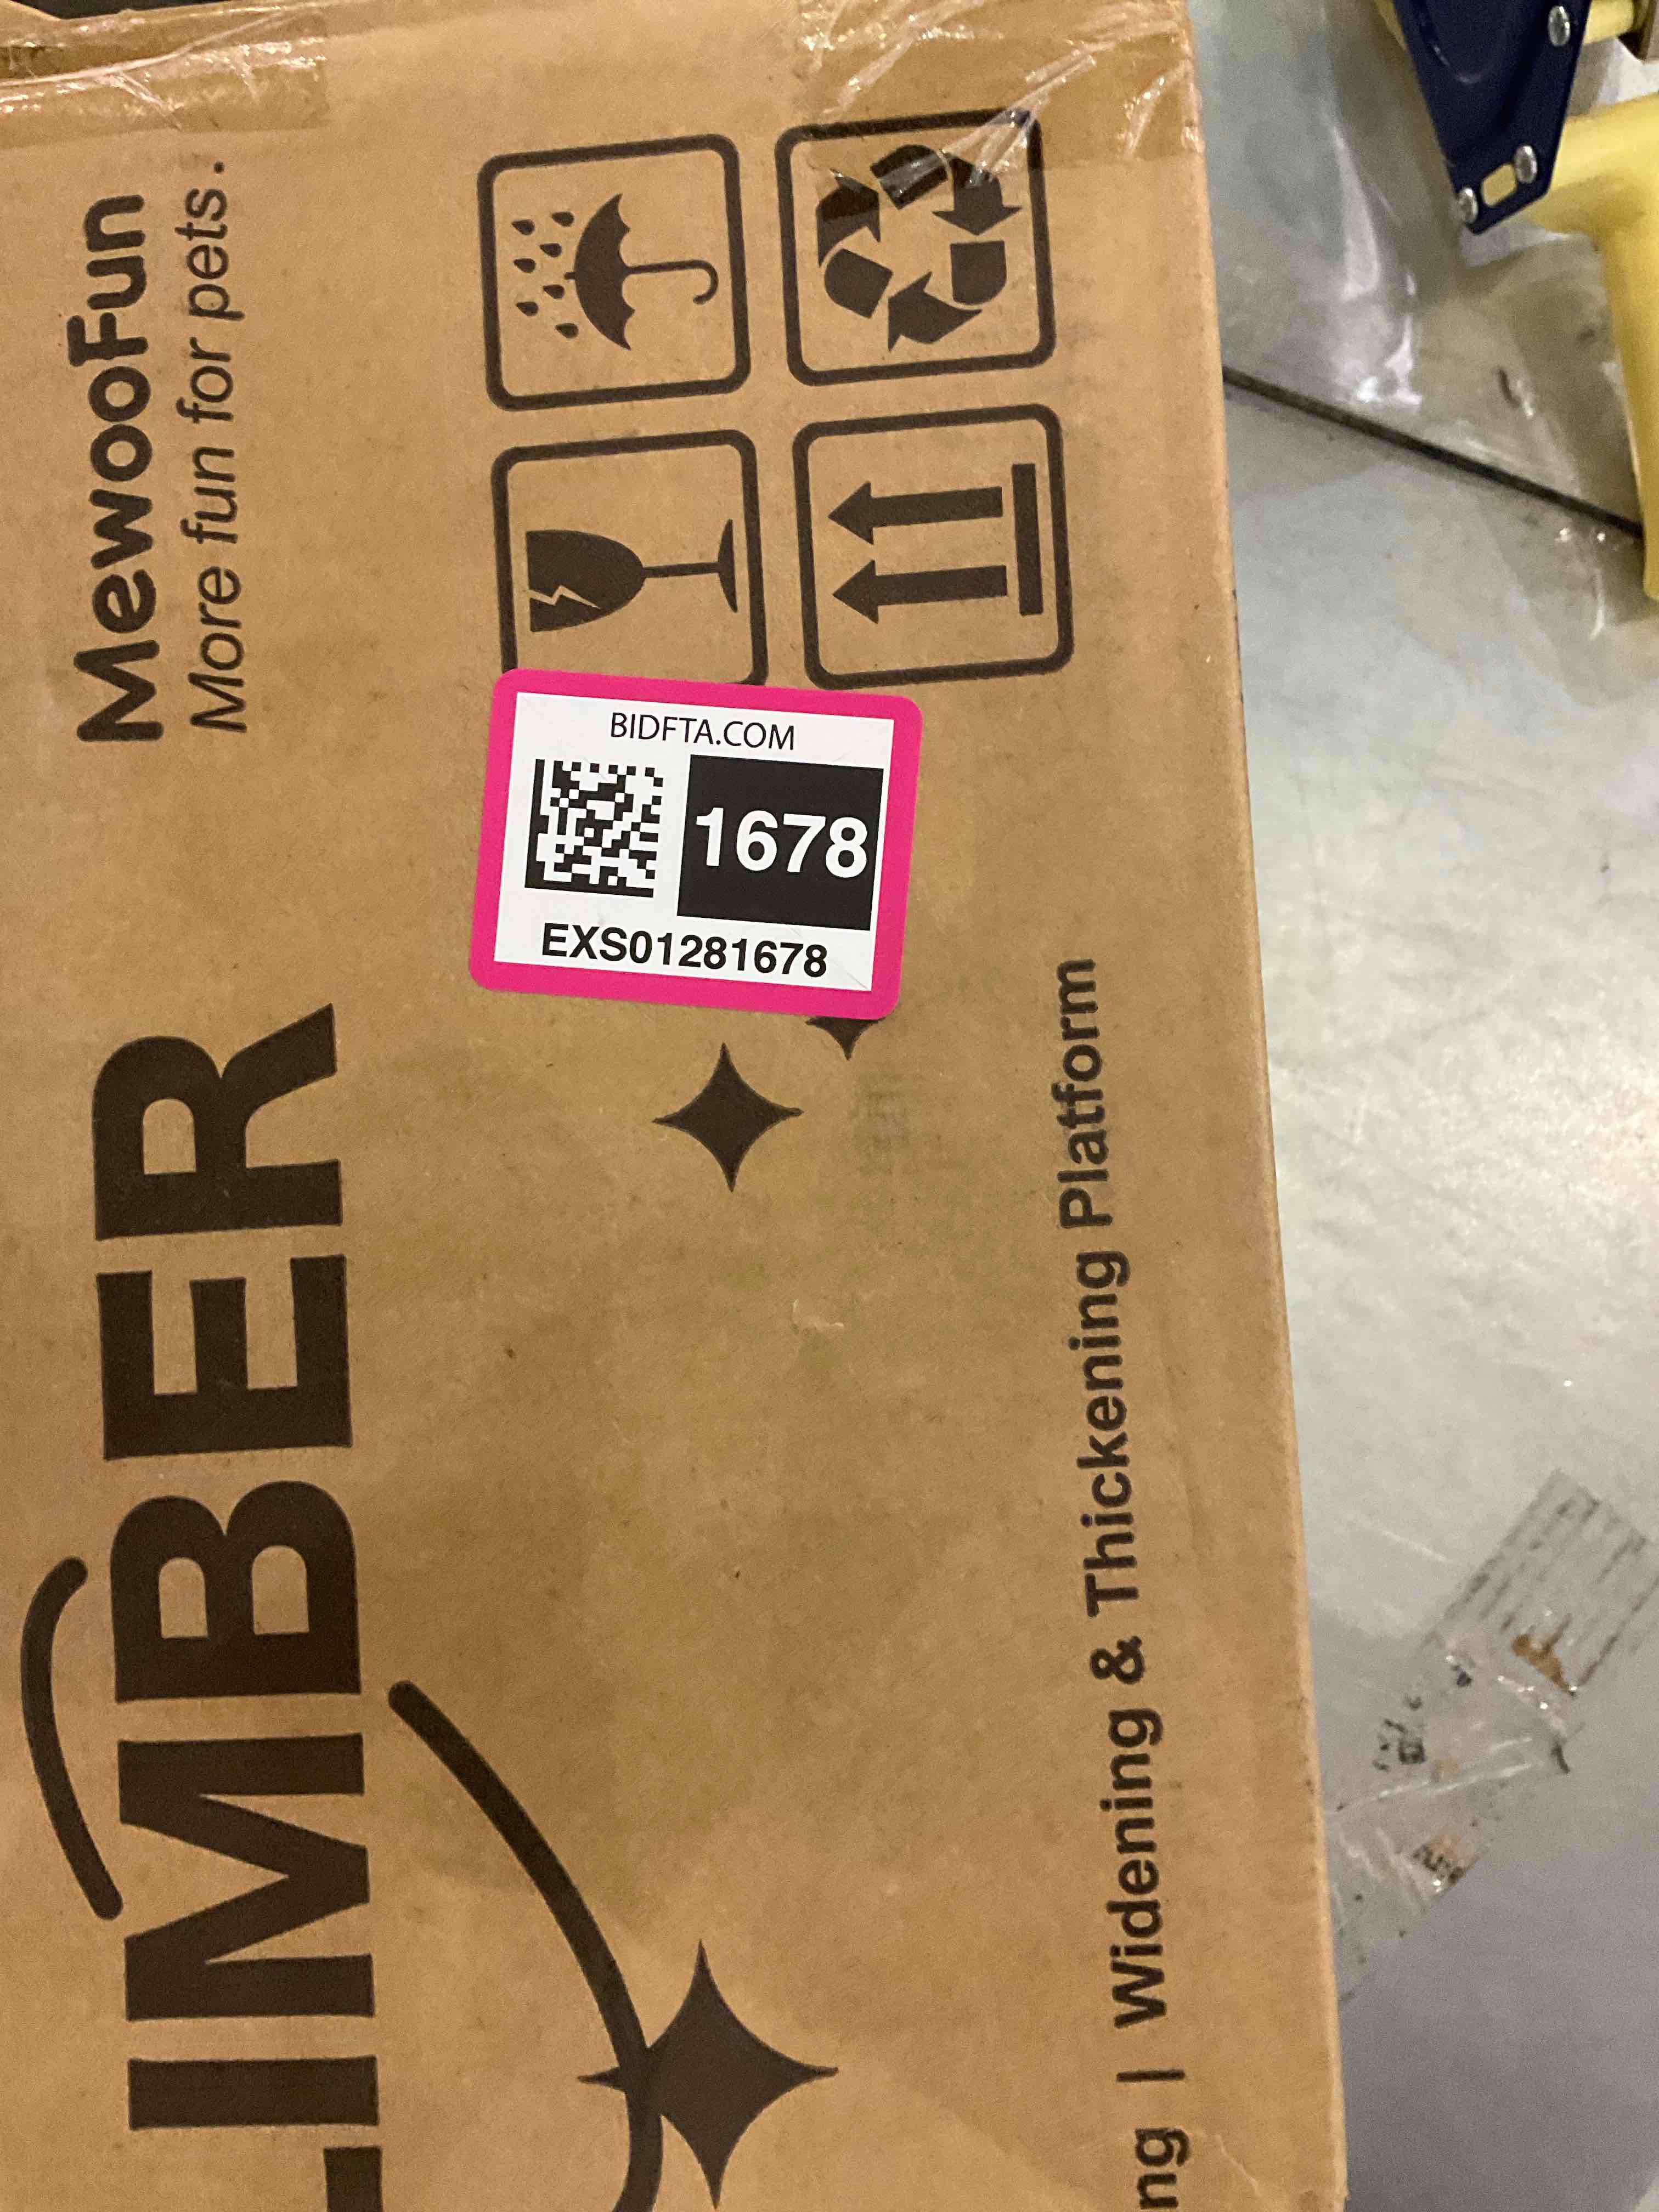 MewooFun
More fun for pets.
BIDFTA.COM
1678
EXS01281678
LIMBER
ng | Widening & Thickening Platform